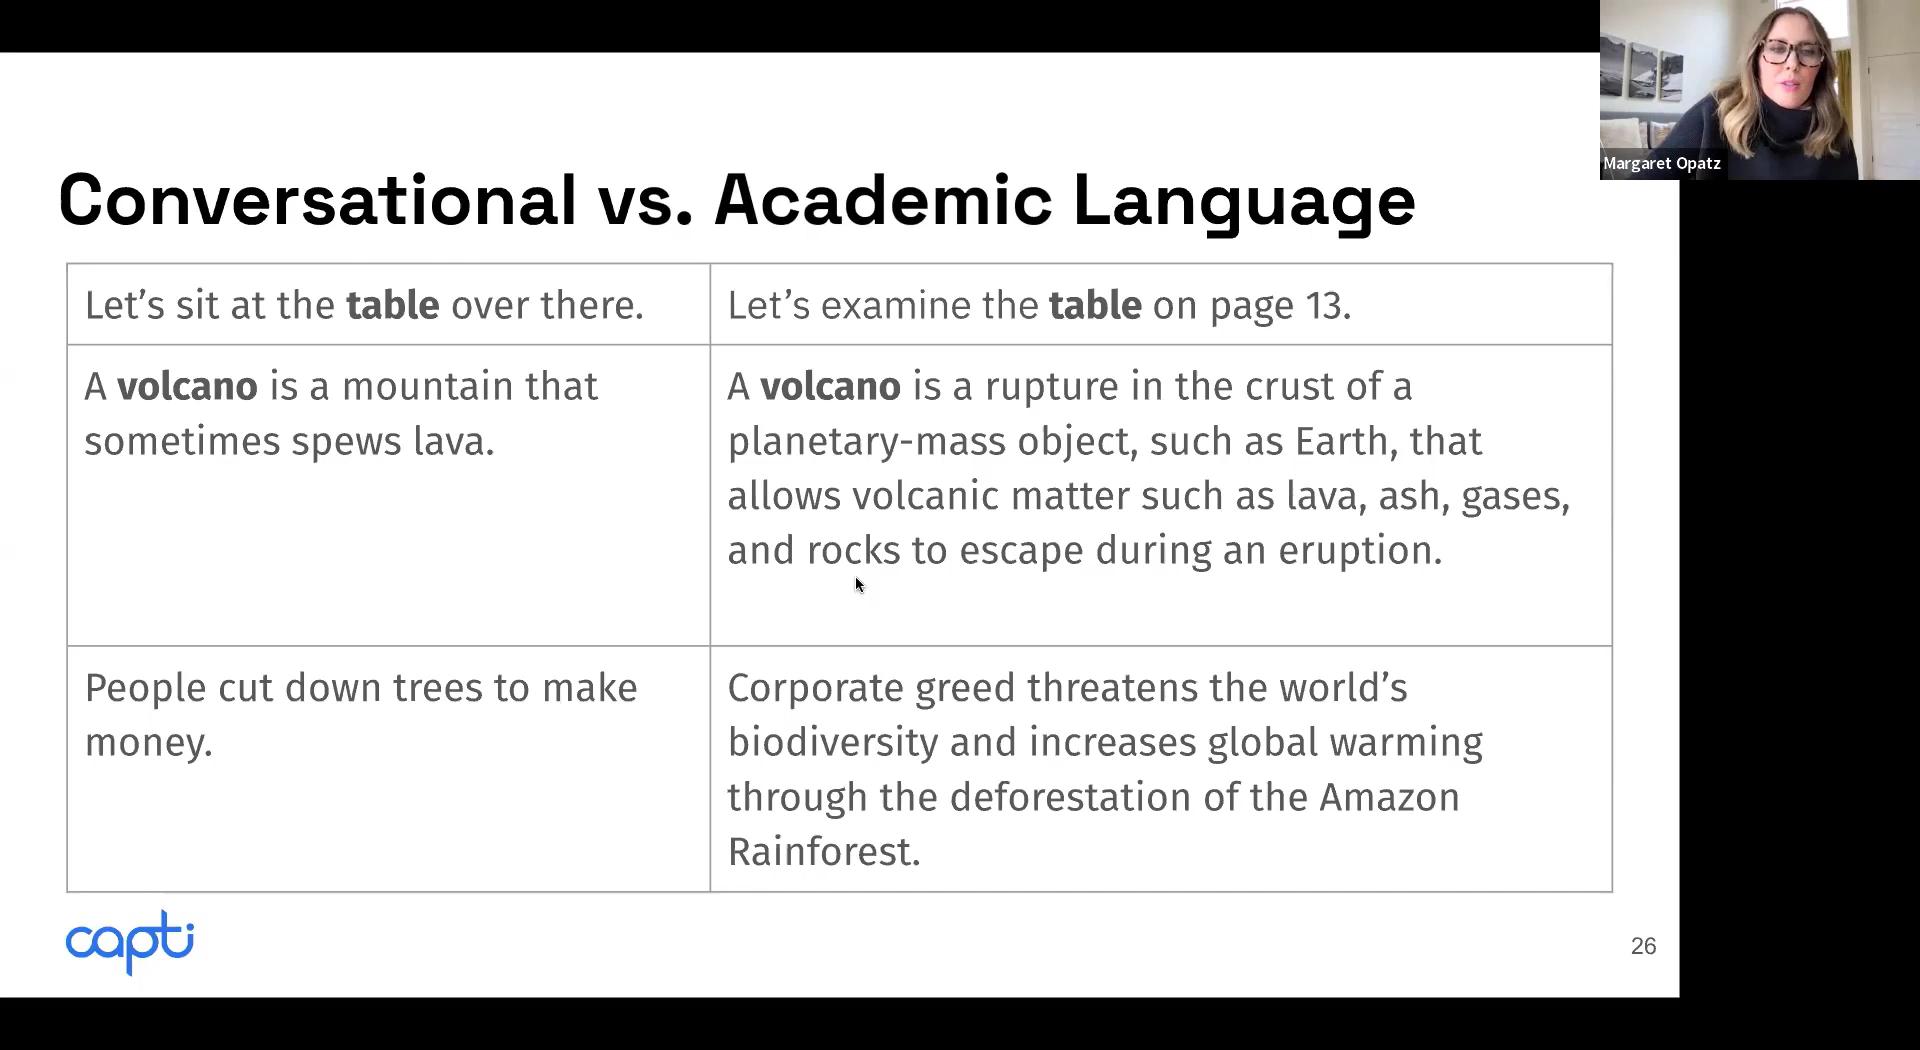 Margaret Opatz
Conversational vs. Academic Language
Let’s sit at the table over there.
Let’s examine the table on page 13.
A volcano is a mountain that
sometimes spews lava.
A volcano is a rupture in the crust of a
planetary-mass object, such as Earth, that
allows volcanic matter such as lava, ash, gases,
and rocks to escape during an eruption.
People cut down trees to make
money.
Corporate greed threatens the world’s
biodiversity and increases global warming
through the deforestation of the Amazon
Rainforest.
capti
26